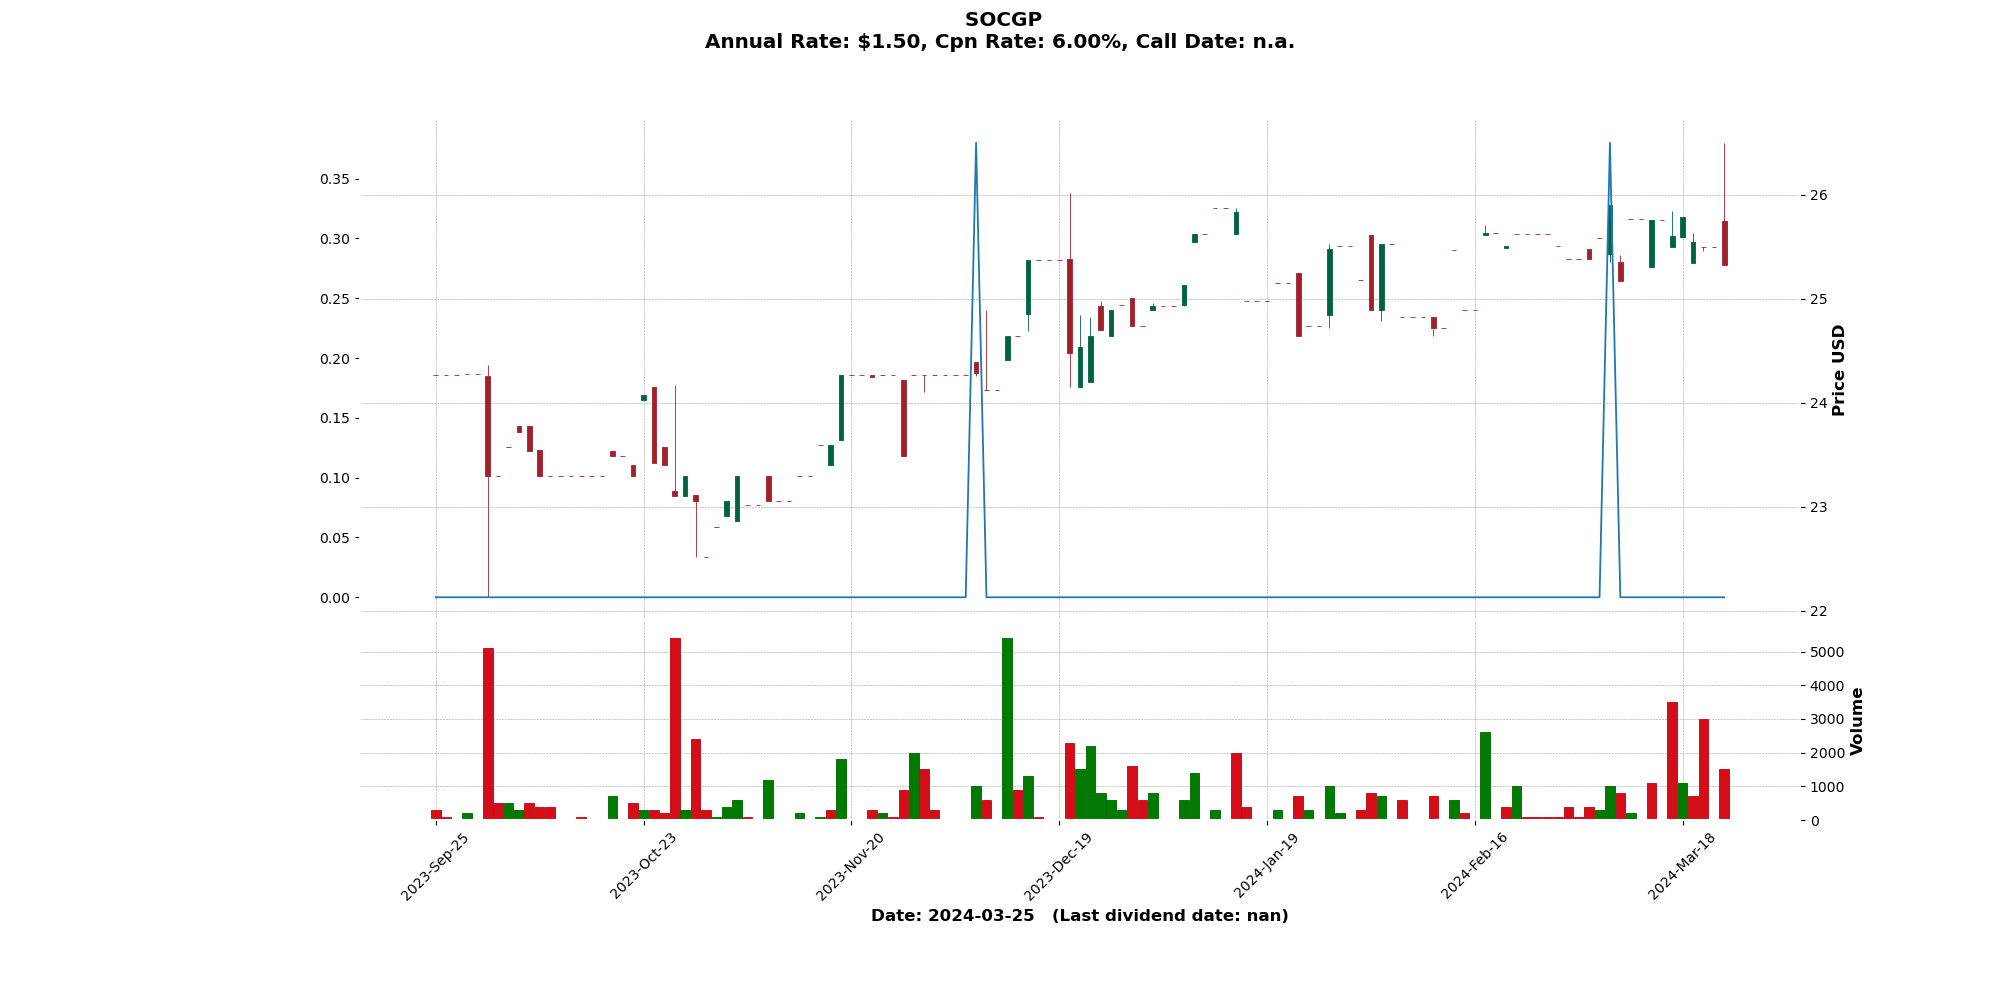 SOCGP
Annual Rate: $1.50, Cpn Rate: 6.00%, Call Date: n.a.
0.35
0.30
0.25
0.20
0.15
0.10
0.05
0.00
26
25
24
23
22
Price USD
5000
4000
3000
2000
1000
0
Volume
2023-Sep-25
2023-Oct-23
2023-Nov-20
2023-Dec-19
2024-Jan-19
2024-Feb-16
2024-Mar-18
Date: 2024-03-25 (Last dividend date: nan)